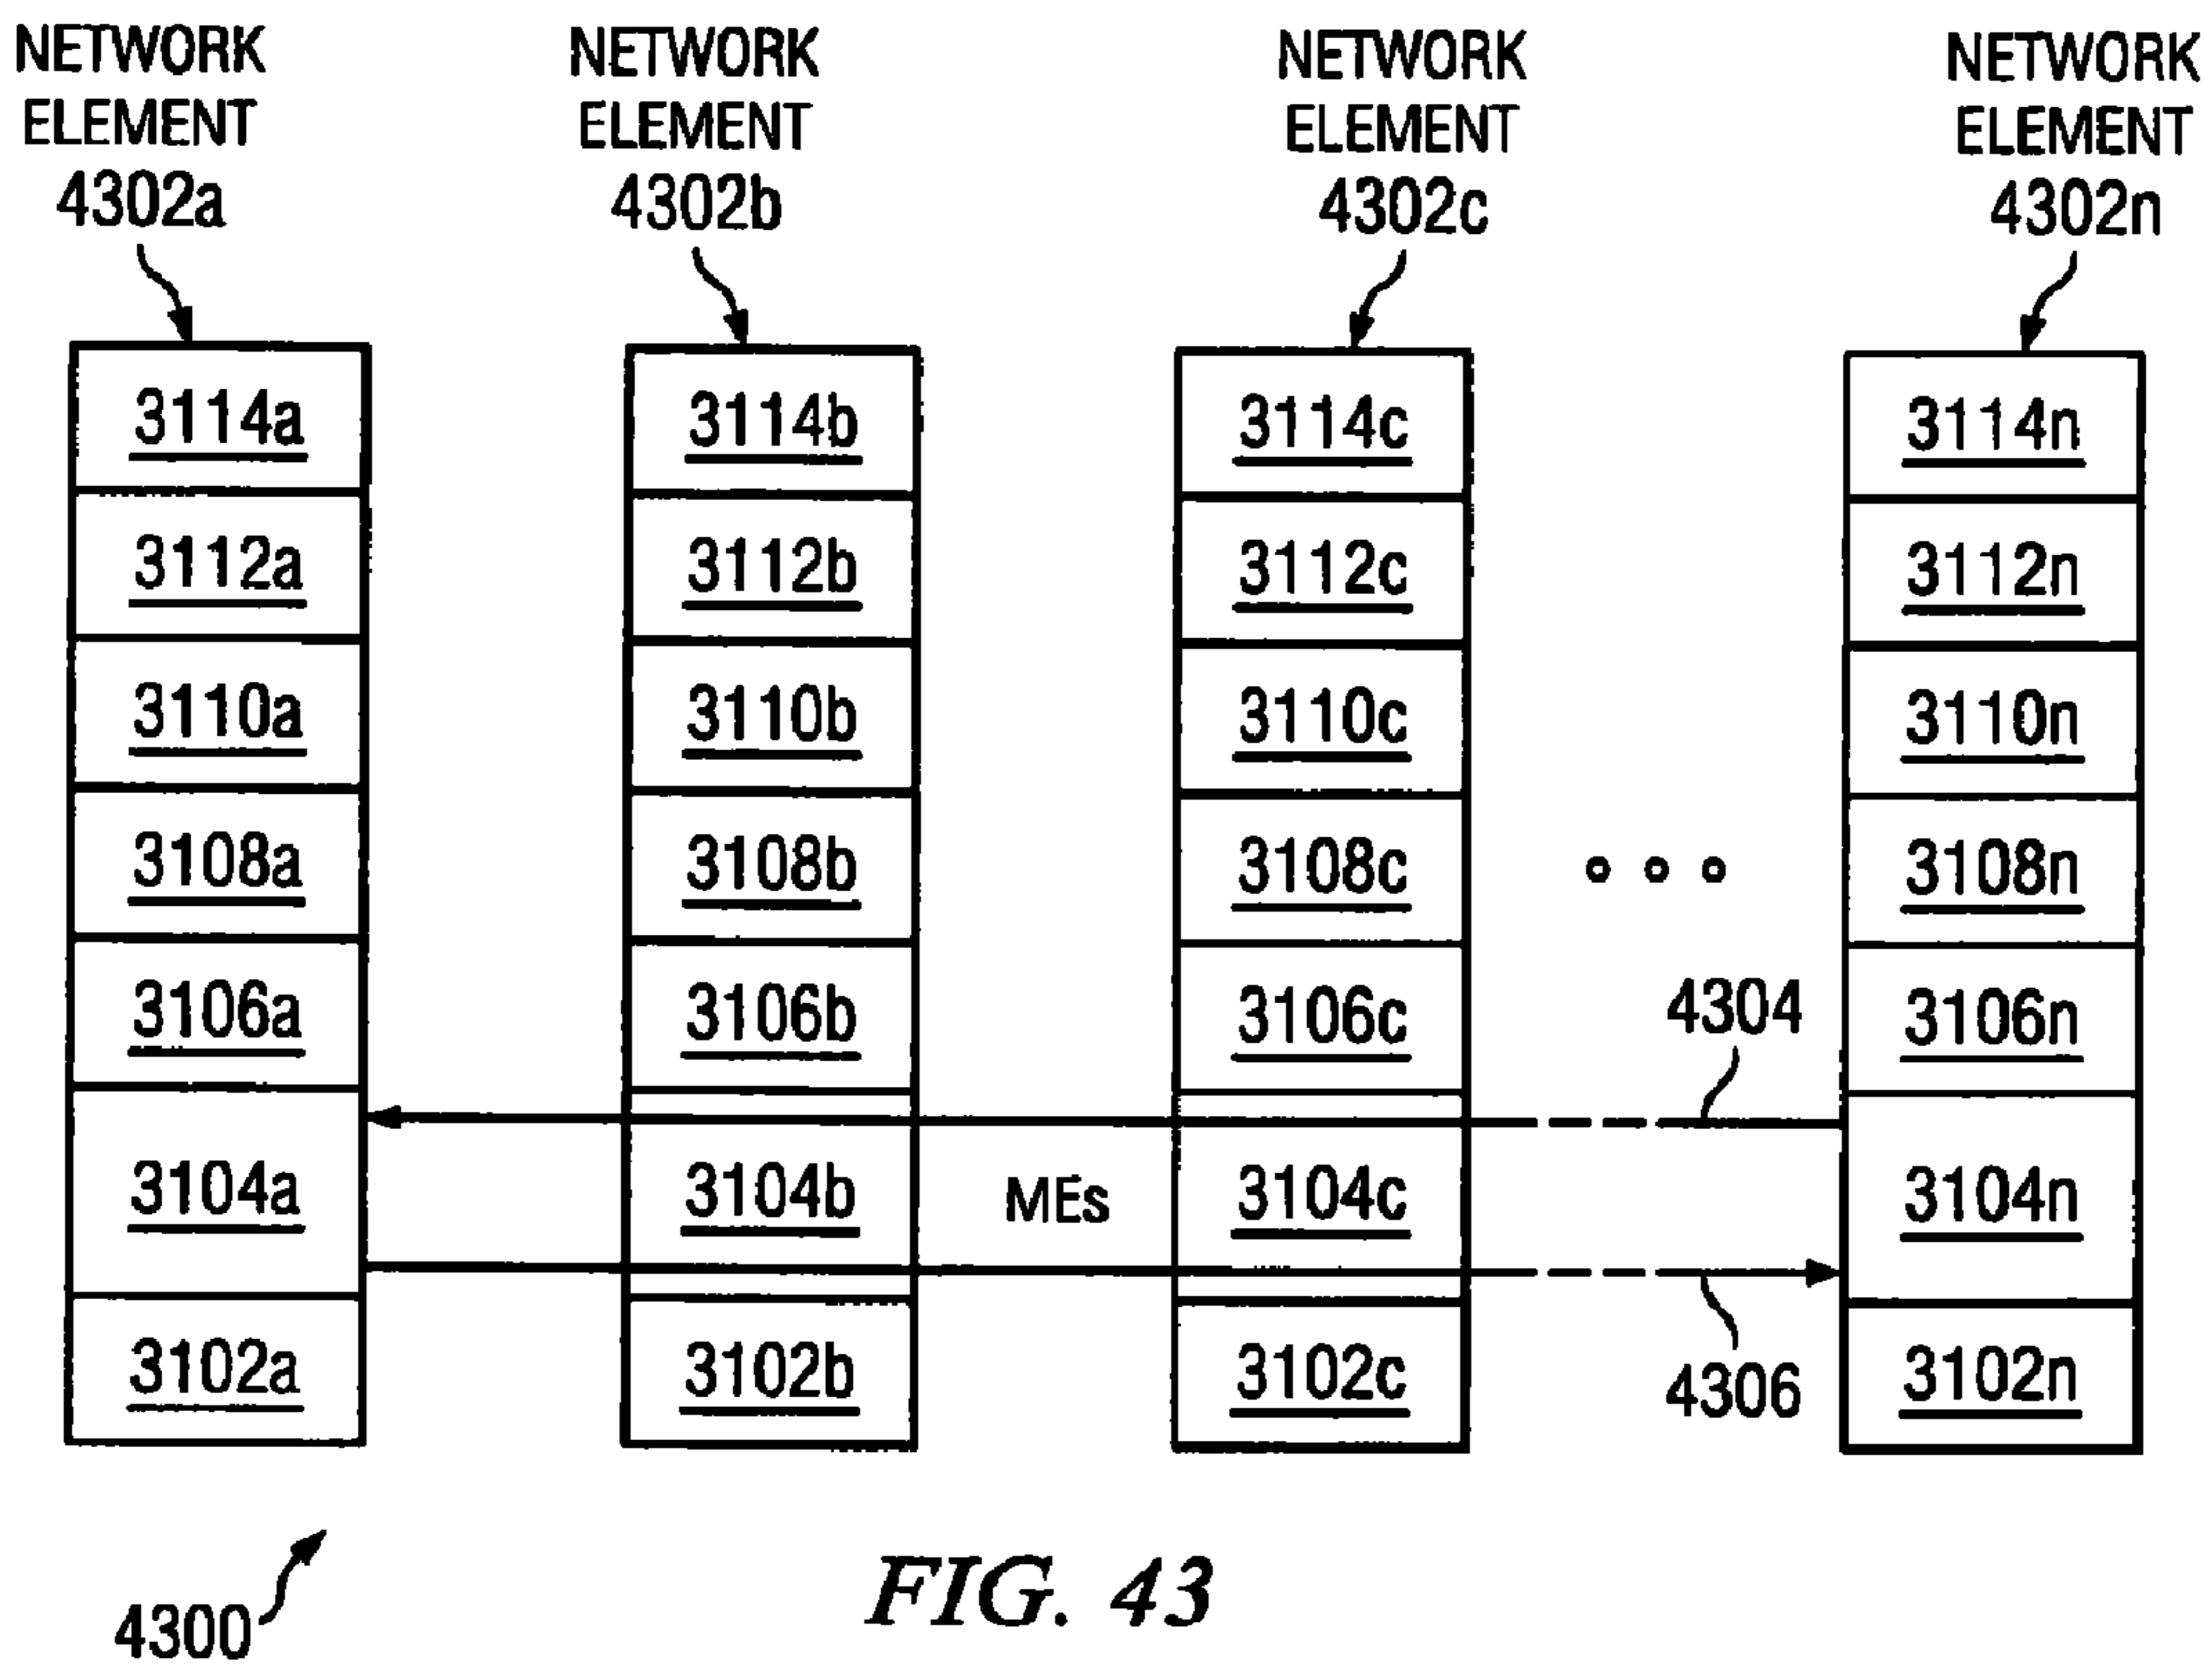 NETWORK
ELEMENT
4302a
NETWORK
ELEMENT
4302b
NETWORK
ELEMENT
4302c
NETWORK
ELEMENT
4302n
3114a
3114b
3114c
3114n
3112a
3112b
3112c
3112n
3110a
3110b
3110c
3110n
3108a
3108b
3108c
3108n
3106a
3106b
3106c
4304
3106n
3104a
3104b
MEs
3104c
3104n
3102a
3102b
3102c
4306
3102n
4300
FIG. 43